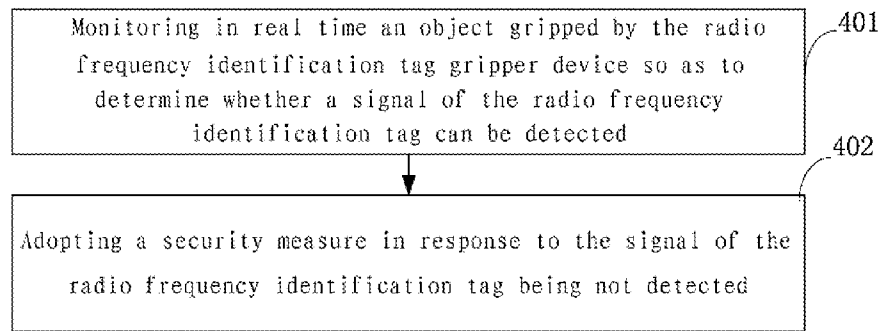 Monitoring in real time an object gripped by the radio
401
frequency identification tag gripper device so as to
determine whether a signal of the radio frequency
identification tag can be detected
402
Adopting a security measure in response to the signal of the
radio frequency identification tag being not detected